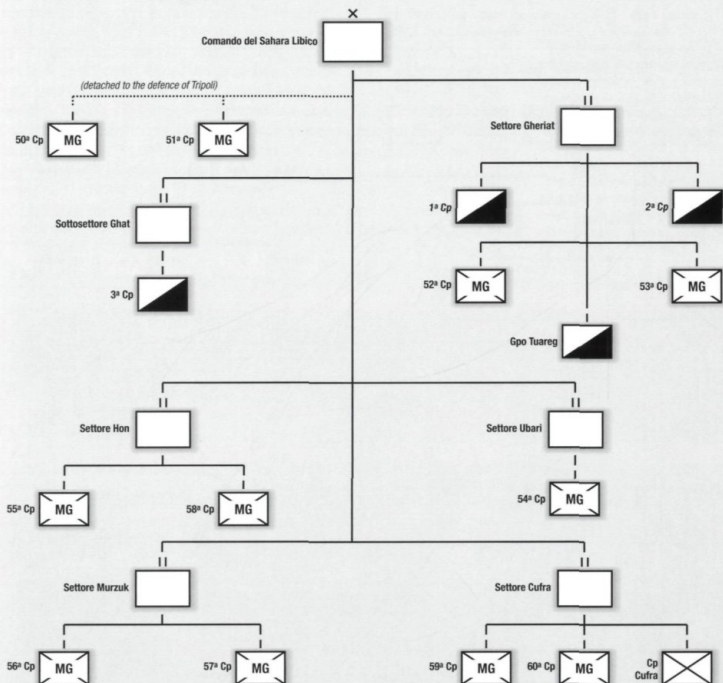 Comando del Sahara Libico
(detached to the defence of Tripoli)
50ª Cp
MG
51ª Cp
MG
Settore Gheriat
1ª Cp
2ª Cp
Sottosettore Ghat
3ª Cp
52ª Cp
MG
53ª Cp
MG
Gpo Tuareg
Settore Hon
Settore Ubari
55ª Cp
MG
58ª Cp
MG
54ª Cp
MG
Settore Murzuk
Settore Cufra
56ª Cp
MG
57ª Cp
MG
59ª Cp
MG
60ª Cp
MG
Cp
Cufra